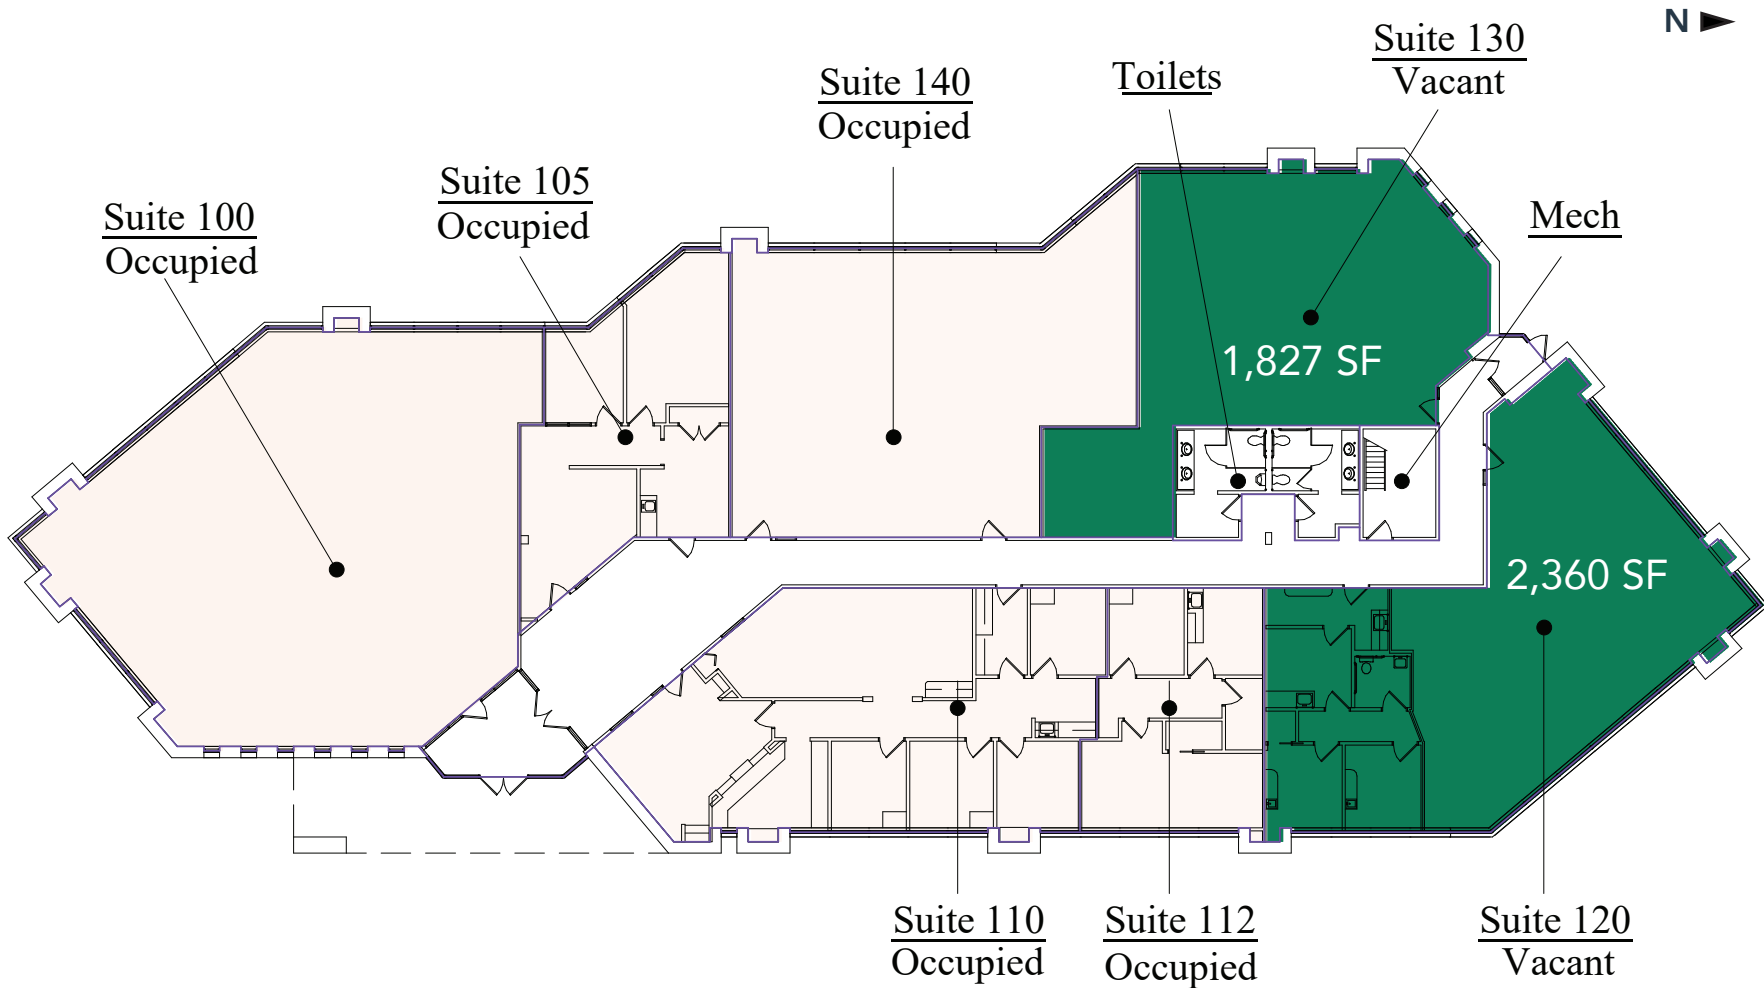 N
Suite 130
Vacant
Toilets
Suite 140
Occupied
Suite 105
Occupied
Mech
Suite 100
Occupied
1,827 SF
2,360 SF
Suite 110
Occupied
Suite 112
Occupied
Suite 120
Vacant